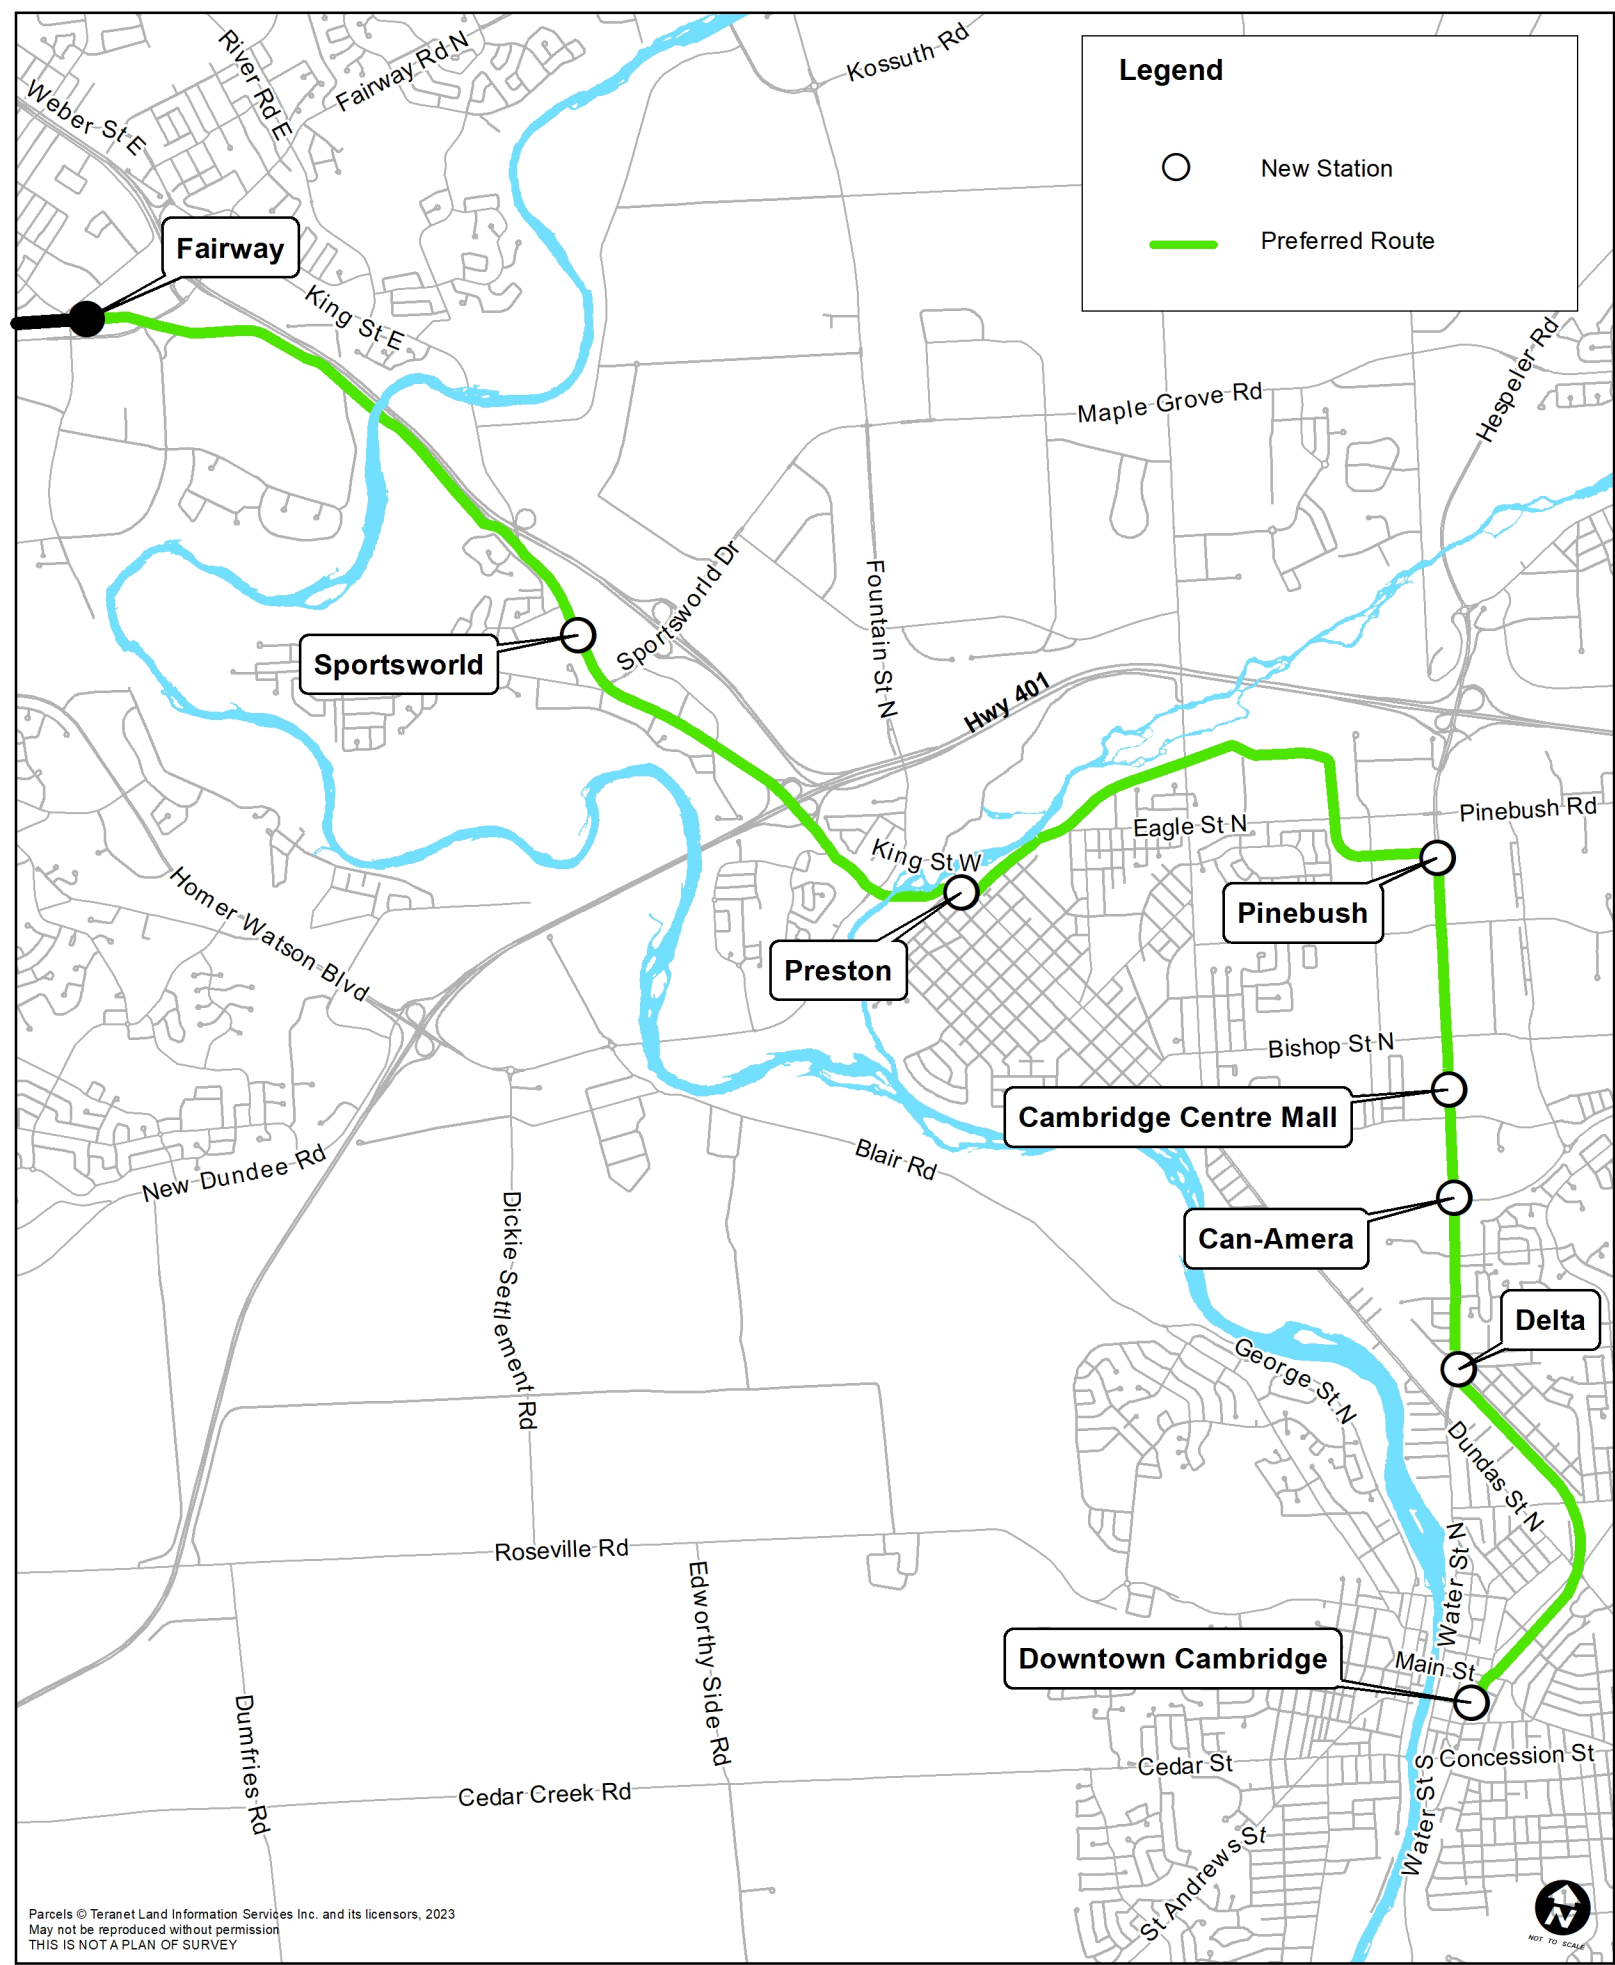 Legend
New Station
Preferred Route
River Rd E
Fairway Rd N
Kossuth Rd
Weber St E
Fairway
King St E
Hespeler Rd
Maple Grove Rd
Sportsworld Dr
Fountain St N
Sportsworld
Hwy 401
Pinebush Rd
Eagle St N
King St W
Pinebush
Homer Watson Blvd
Preston
Bishop St N
Cambridge Centre Mall
New Dundee Rd
Blair Rd
Dickie Settlement Rd
Can-Amera
Delta
George St N
Dundas St N
Roseville Rd
Water St N
Edworthy Side Rd
Downtown Cambridge
Main St
Dumfries Rd
Cedar St
Concession St
Cedar Creek Rd
Water St S
St Andrews St
Parcels © Teranet Land Information Services Inc. and its licensors, 2023
May not be reproduced without permission
THIS IS NOT A PLAN OF SURVEY
N
NOT TO SCALE